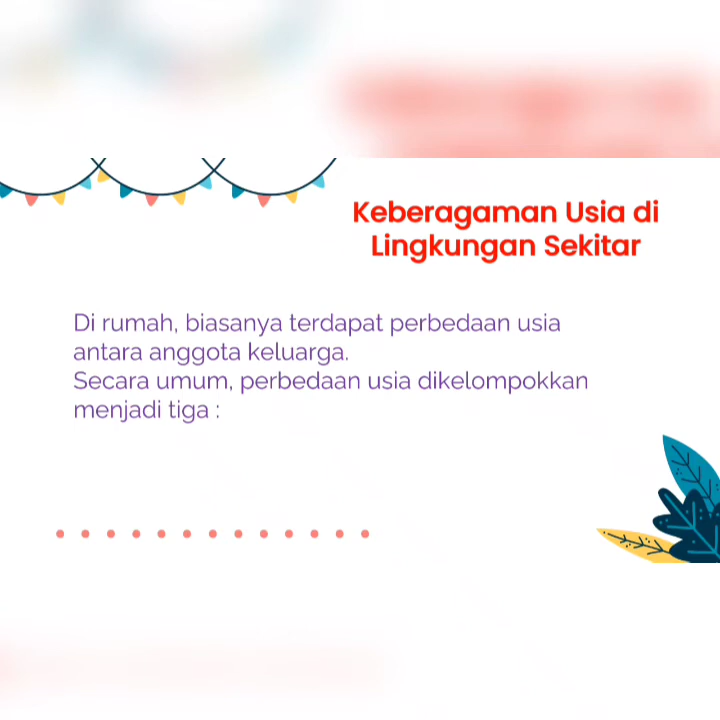 Keberagaman Usia di
Lingkungan Sekitar
Di rumah, biasanya terdapat perbedaan usia
antara anggota keluarga.
Secara umum, perbedaan usia dikelompokkan
menjadi tiga :